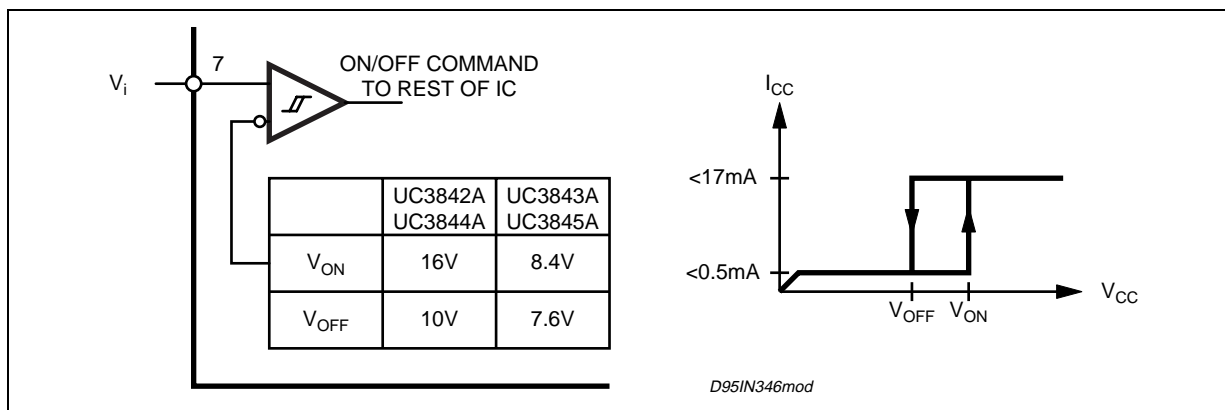 7
V_i
ON/OFF COMMAND
TO REST OF IC
UC3842A UC3843A
UC3844A UC3845A
V_ON 16V 8.4V
V_OFF 10V 7.6V
I_CC
<17mA
<0.5mA
V_OFF V_ON
V_CC
D95IN346mod